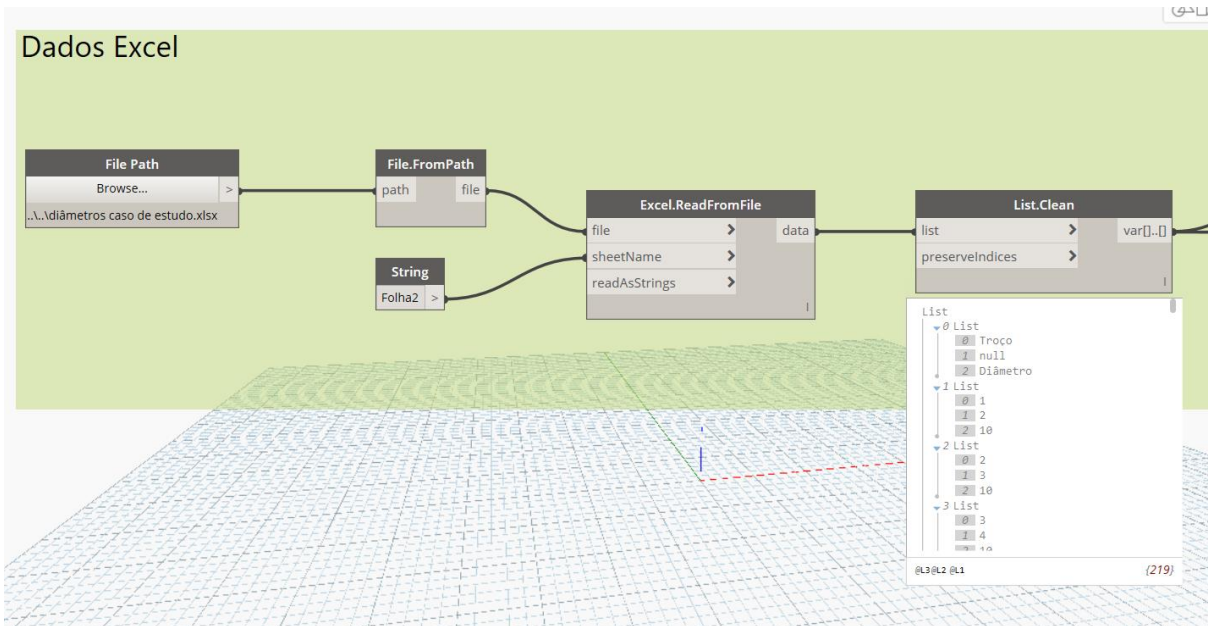 Dados Excel
File Path
Browse... >
..\..\diâmetros caso de estudo.xlsx
File.FromPath
path file
String
Folha2 >
Excel.ReadFromFile
file > data
sheetName >
readAsStrings >
List.Clean
list > var[]..[]
preserveIndices >
List
0 List
0 Troço
1 null
2 Diâmetro
1 List
0 1
1 2
2 10
2 List
0 2
1 3
2 10
3 List
0 3
1 4
2 10
@L3 @L2 @L1 {219}